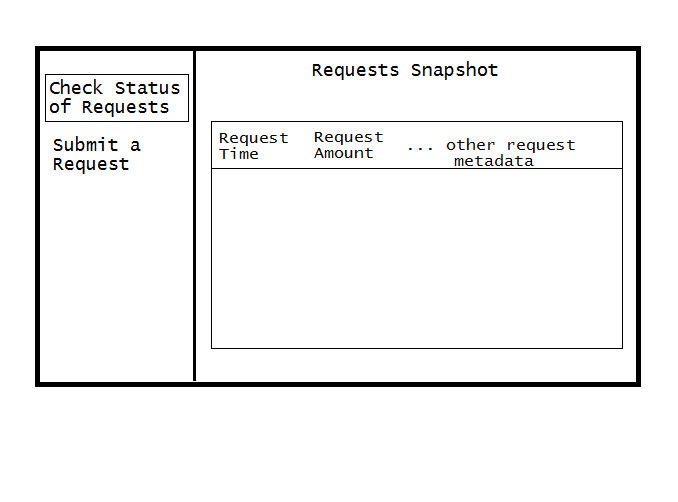 Requests Snapshot
Check Status
of Requests
Submit a
Request
Request
Time
Request
Amount
... other request
metadata